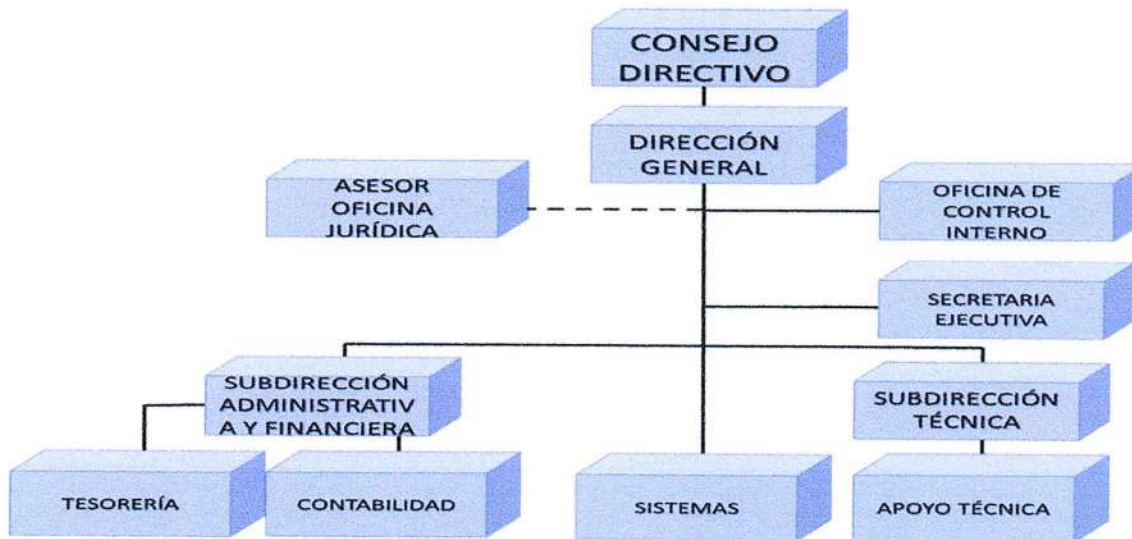 CONSEJO
DIRECTIVO
DIRECCIÓN
GENERAL
ASESOR
OFICINA
JURÍDICA
OFICINA DE
CONTROL
INTERNO
SECRETARIA
EJECUTIVA
SUBDIRECCIÓN
ADMINISTRATIV
A Y FINANCIERA
SUBDIRECCIÓN
TÉCNICA
TESORERÍA
CONTABILIDAD
SISTEMAS
APOYO TÉCNICA